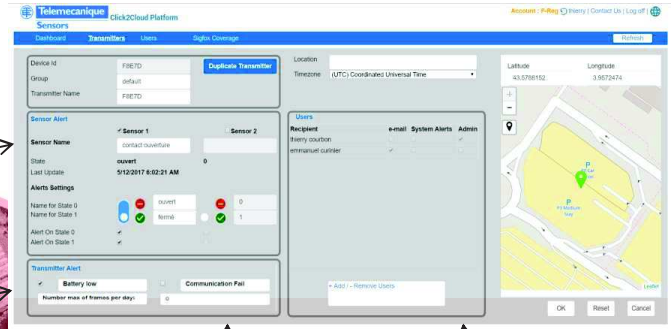 Telemecanique
Sensors
Click2Cloud Platform
Account : P-Reg Thierry | Contact Us | Log off |
Dashboard Transmitters Users Sigfox Coverage Refresh
Device Id F8E7D Duplicate Transmitter
Group default
Transmitter Name F8E7D
Location
Timezone (UTC) Coordinated Universal Time
Latitude Longitude
43.5766152 3.9572474
Sensor Alert
Sensor 1 Sensor 2
Sensor Name contact ouverture
State ouvert 0
Last Update 5/12/2017 6:02:21 AM
Alerts Settings
Name for State 0 ouvert 0
Name for State 1 fermé 1
Alert On State 0
Alert On State 1
Users
Recipient e-mail System Alerts Admin
thierry courbon
emmanuel curinier
+ Add / - Remove Users
+
-
P
P
Leaflet
Transmitter Alert
Battery low Communication Fail
Number max of frames per day: 0
OK Reset Cancel